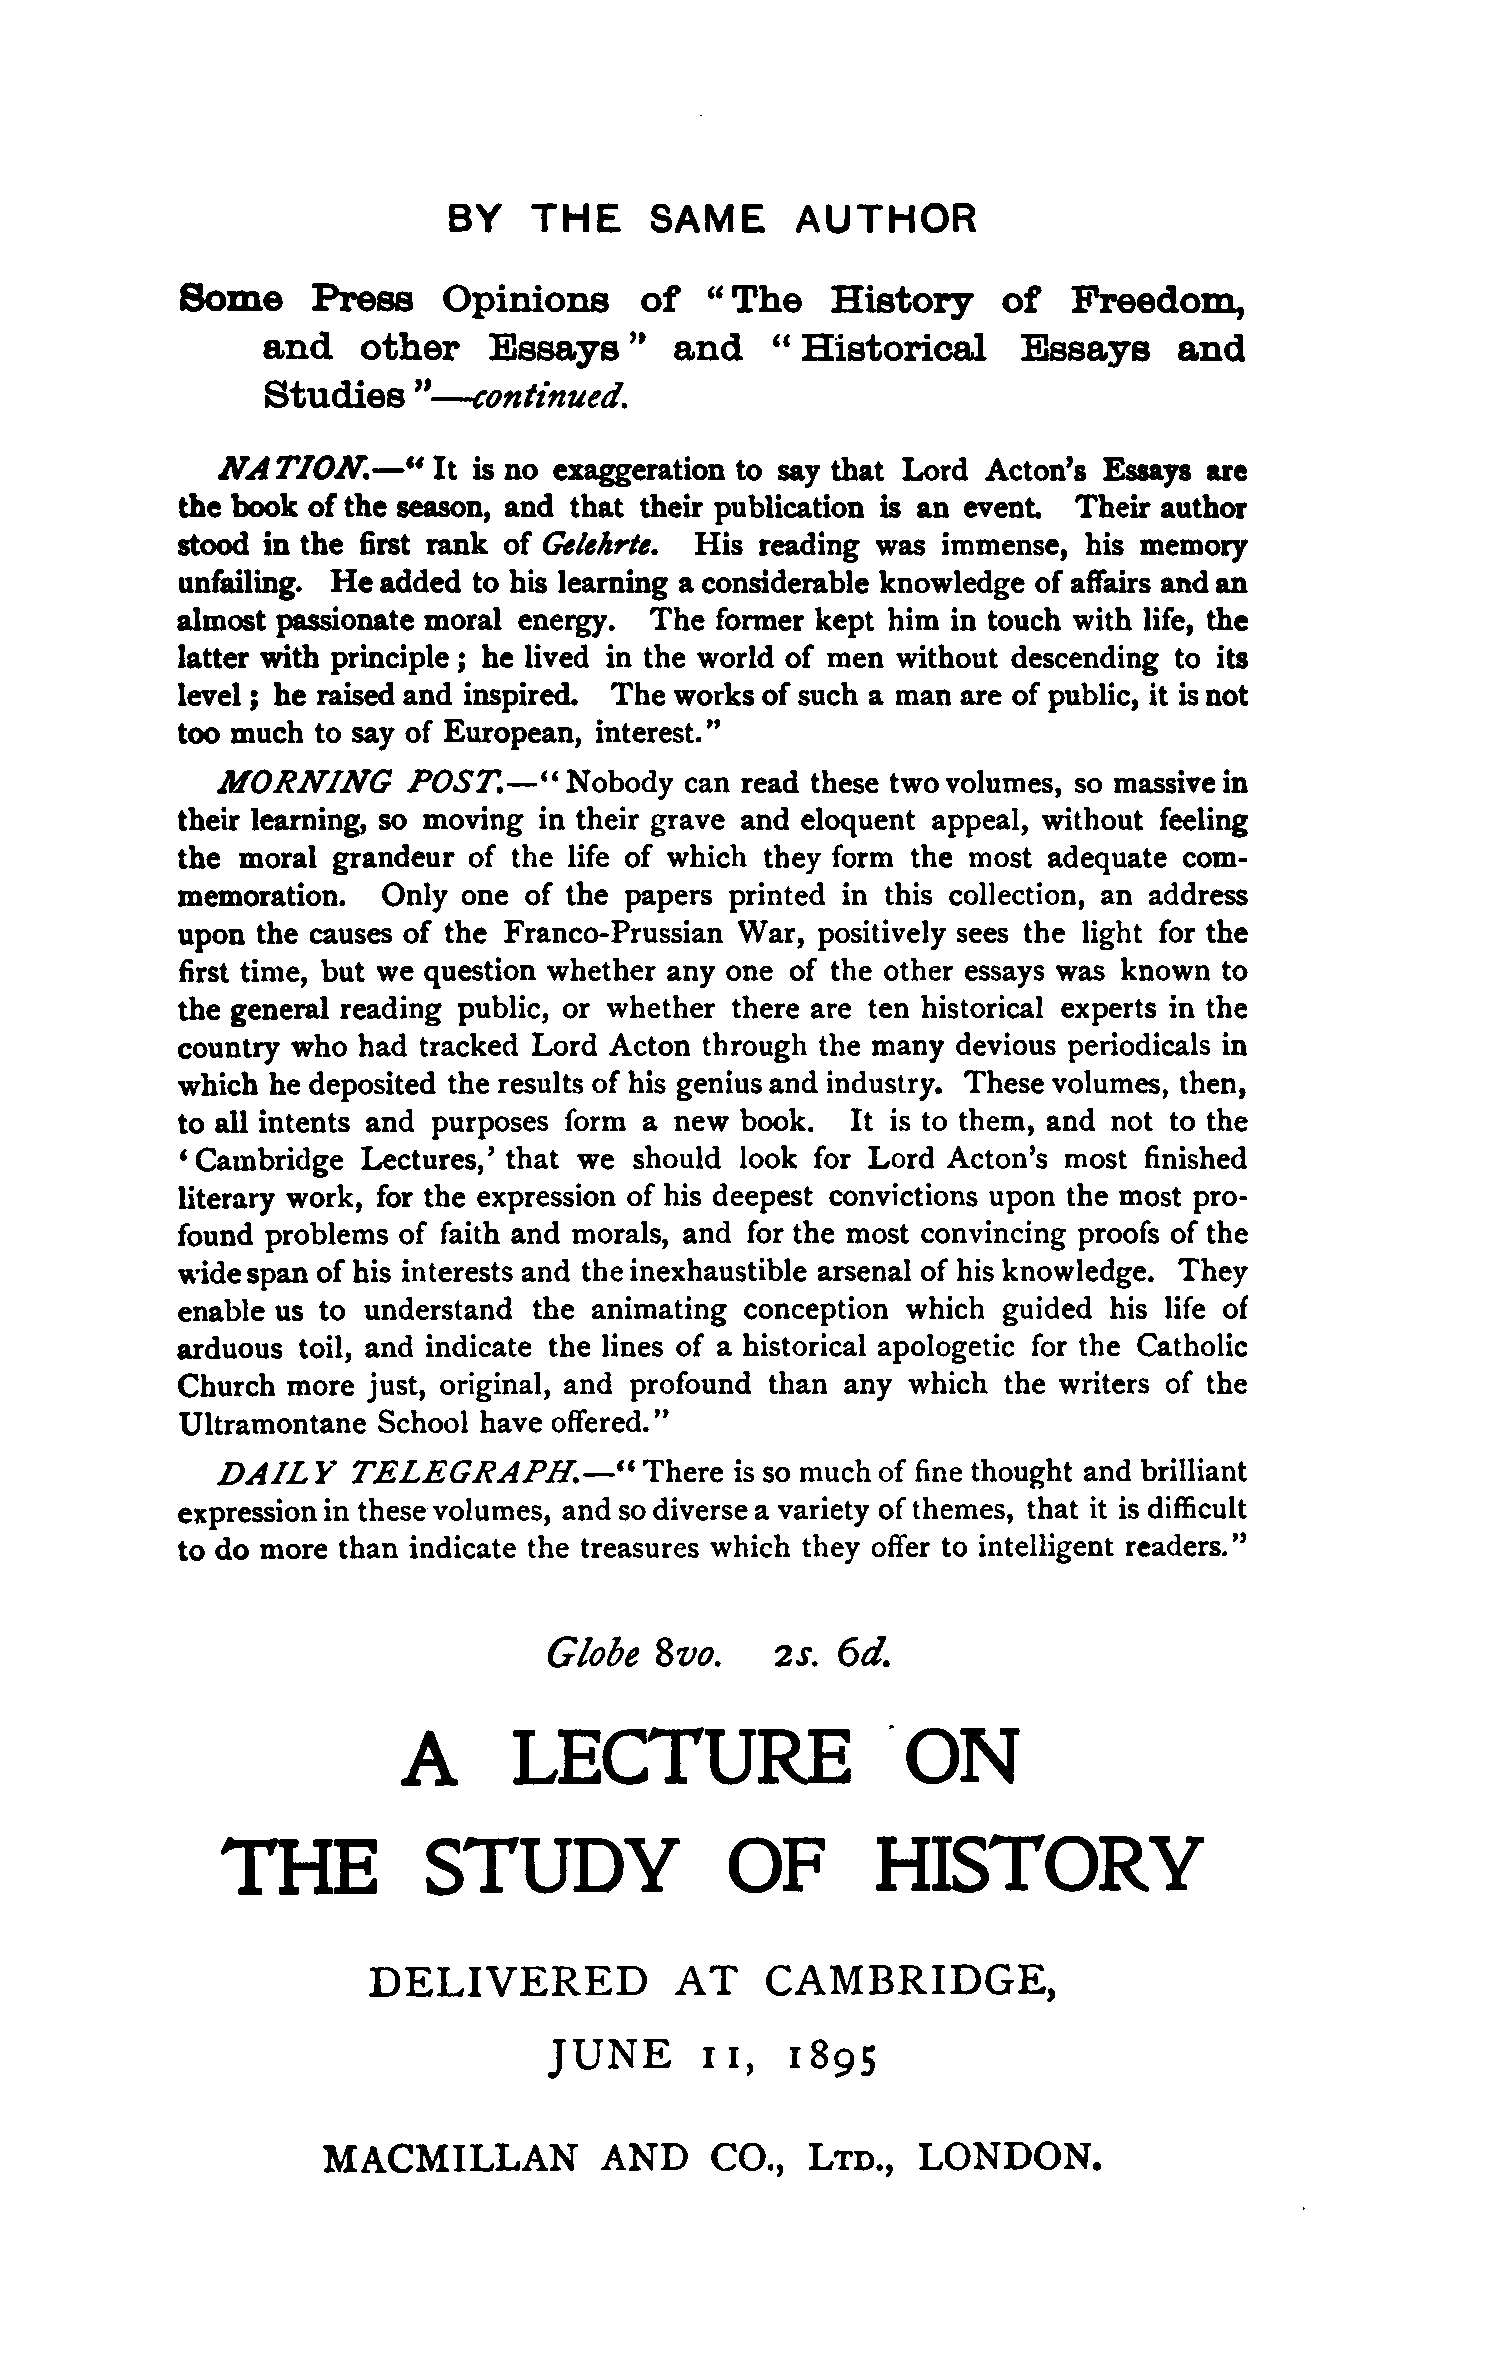 BY THE SAME AUTHOR
Some Press Opinions of “The History of Freedom,
and other Essays” and “Historical Essays and
Studies”—continued.
NATION.—“It is no exaggeration to say that Lord Acton’s Essays are
the book of the season, and that their publication is an event. Their author
stood in the first rank of Gelehrte. His reading was immense, his memory
unfailing. He added to his learning a considerable knowledge of affairs and an
almost passionate moral energy. The former kept him in touch with life, the
latter with principle; he lived in the world of men without descending to its
level; he raised and inspired. The works of such a man are of public, it is not
too much to say of European, interest.”
MORNING POST.—“Nobody can read these two volumes, so massive in
their learning, so moving in their grave and eloquent appeal, without feeling
the moral grandeur of the life of which they form the most adequate com-
memoration. Only one of the papers printed in this collection, an address
upon the causes of the Franco-Prussian War, positively sees the light for the
first time, but we question whether any one of the other essays was known to
the general reading public, or whether there are ten historical experts in the
country who had tracked Lord Acton through the many devious periodicals in
which he deposited the results of his genius and industry. These volumes, then,
to all intents and purposes form a new book. It is to them, and not to the
‘Cambridge Lectures,’ that we should look for Lord Acton’s most finished
literary work, for the expression of his deepest convictions upon the most pro-
found problems of faith and morals, and for the most convincing proofs of the
wide span of his interests and the inexhaustible arsenal of his knowledge. They
enable us to understand the animating conception which guided his life of
arduous toil, and indicate the lines of a historical apologetic for the Catholic
Church more just, original, and profound than any which the writers of the
Ultramontane School have offered.”
DAILY TELEGRAPH.—“There is so much of fine thought and brilliant
expression in these volumes, and so diverse a variety of themes, that it is difficult
to do more than indicate the treasures which they offer to intelligent readers.”
Globe 8vo. 2s. 6d.
A LECTURE ON
THE STUDY OF HISTORY
DELIVERED AT CAMBRIDGE,
JUNE 11, 1895
MACMILLAN AND CO., LTD., LONDON.